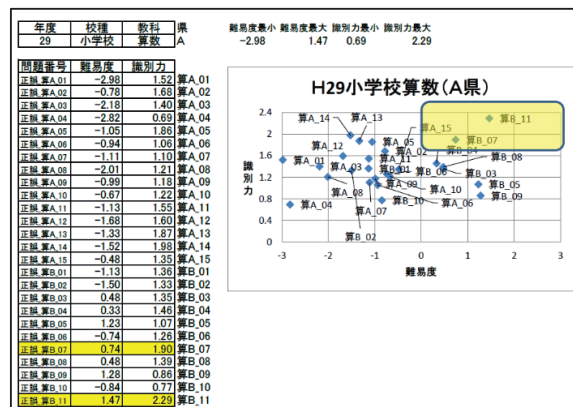 年度 校種 教科 県 難易度最小 難易度最大 識別力最小 識別力最大
29 小学校 算数 A -2.98 1.47 0.69 2.29
問題番号 難易度 識別力
正誤_算A_01 -2.98 1.52 算A_01
正誤_算A_02 -0.78 1.68 算A_02
正誤_算A_03 -2.18 1.40 算A_03
正誤_算A_04 -2.82 0.69 算A_04
正誤_算A_05 -1.05 1.86 算A_05
正誤_算A_06 -0.94 1.06 算A_06
正誤_算A_07 -1.11 1.10 算A_07
正誤_算A_08 -2.01 1.21 算A_08
正誤_算A_09 -0.99 1.18 算A_09
正誤_算A_10 -0.67 1.22 算A_10
正誤_算A_11 -1.13 1.55 算A_11
正誤_算A_12 -1.68 1.60 算A_12
正誤_算A_13 -1.33 1.87 算A_13
正誤_算A_14 -1.52 1.98 算A_14
正誤_算A_15 -0.48 1.35 算A_15
正誤_算B_01 -1.13 1.36 算B_01
正誤_算B_02 -1.50 1.33 算B_02
正誤_算B_03 0.48 1.35 算B_03
正誤_算B_04 0.33 1.46 算B_04
正誤_算B_05 1.23 1.07 算B_05
正誤_算B_06 -0.74 1.26 算B_06
正誤_算B_07 0.74 1.90 算B_07
正誤_算B_08 0.48 1.39 算B_08
正誤_算B_09 1.28 0.86 算B_09
正誤_算B_10 -0.84 0.77 算B_10
正誤_算B_11 1.47 2.29 算B_11
H29小学校算数(A県)
識別力
2.4
2
1.6
1.2
0.8
0.4
0
算A_14 算A_13 算B_11
算A_12 算A_05 算A_15 算B_07
算A_02 算B_04
算A_01 算A_03 算A_11 算B_08
算B_01 算B_06 算B_03
算A_08 算A_09 算A_10 算B_05
算A_04 算A_07 算B_10 算A_06 算B_09
算B_02
-3 -2 -1 0 1 2 3
難易度